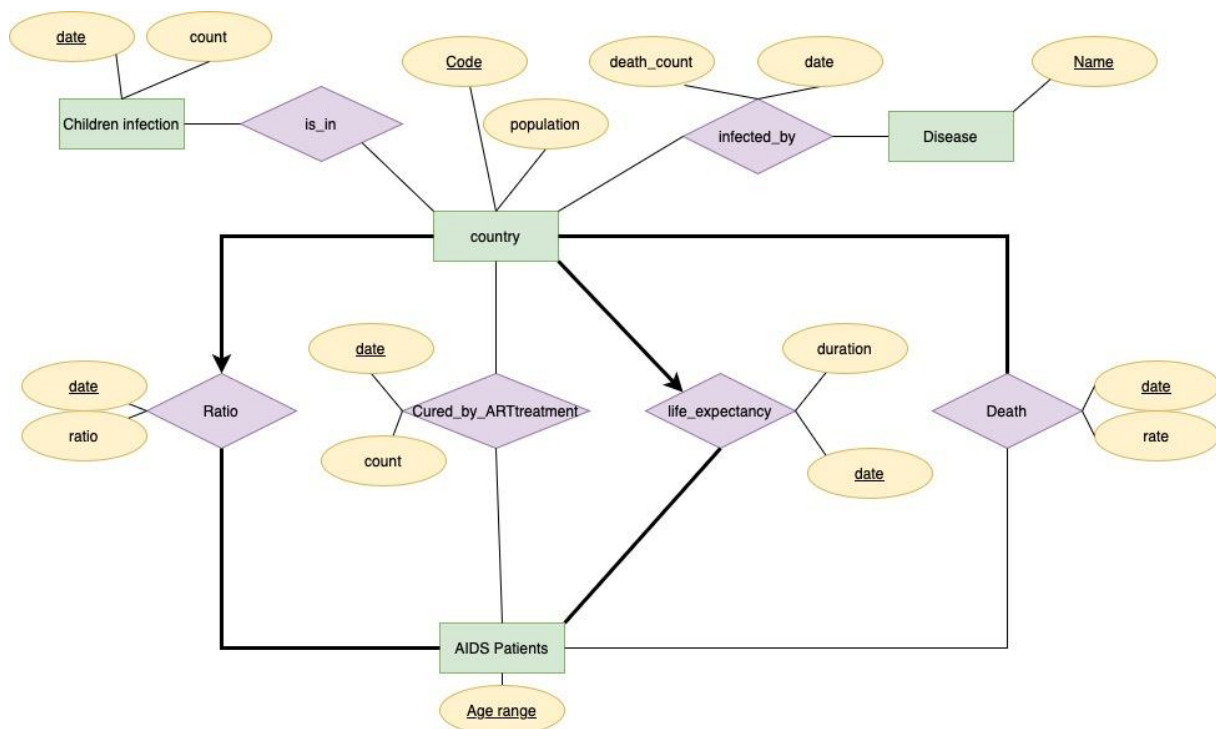 date
count
Code
death_count
date
Name
Children infection
is_in
population
infected_by
Disease
country
date
ratio
Ratio
date
Cured_by_ARTtreatment
count
duration
life_expectancy
date
Death
date
rate
AIDS Patients
Age range